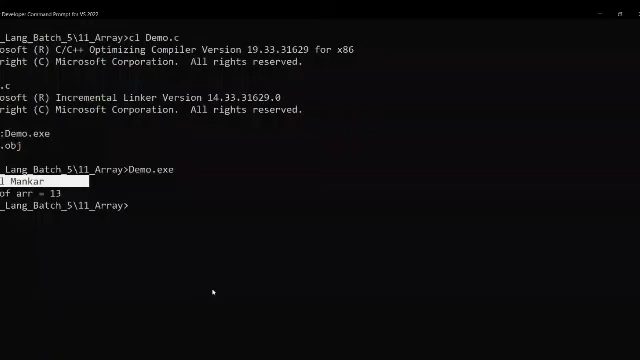 Developer Command Prompt for VS 2022
_Lang_Batch_5\11_Array>cl Demo.c
osoft (R) C/C++ Optimizing Compiler Version 19.33.31629 for x86
right (C) Microsoft Corporation.  All rights reserved.
.c
osoft (R) Incremental Linker Version 14.33.31629.0
right (C) Microsoft Corporation.  All rights reserved.
:Demo.exe
.obj
_Lang_Batch_5\11_Array>Demo.exe
l Mankar
of arr = 13
_Lang_Batch_5\11_Array>